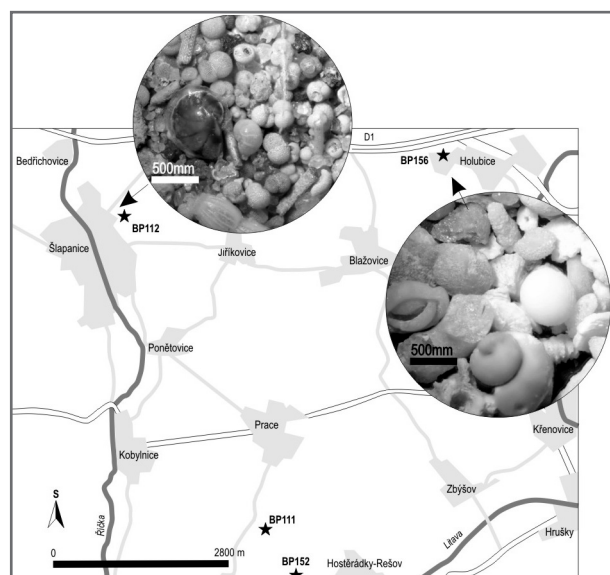 500mm
D1
Bedřichovice
BP156
Holubice
BP112
Šlapanice
Jiříkovice
Blažovice
Ponětovice
500mm
Prace
Křenovice
Kobylnice
Zbýšov
S
BP111
Říčka
Litava
Hrušky
0 2800 m
BP152
Hostěrádky-Rešov